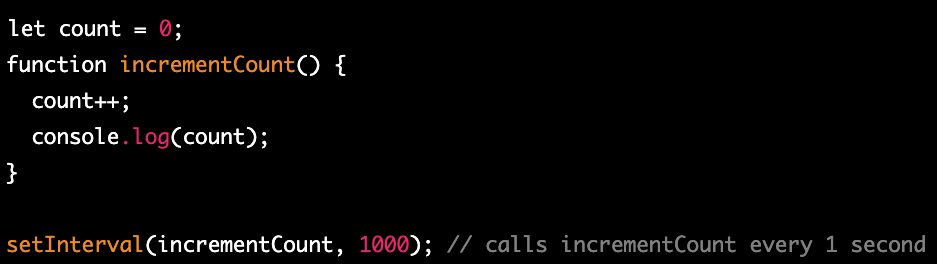 let count = 0;
function incrementCount() {
  count++;
  console.log(count);
}

setInterval(incrementCount, 1000); // calls incrementCount every 1 second